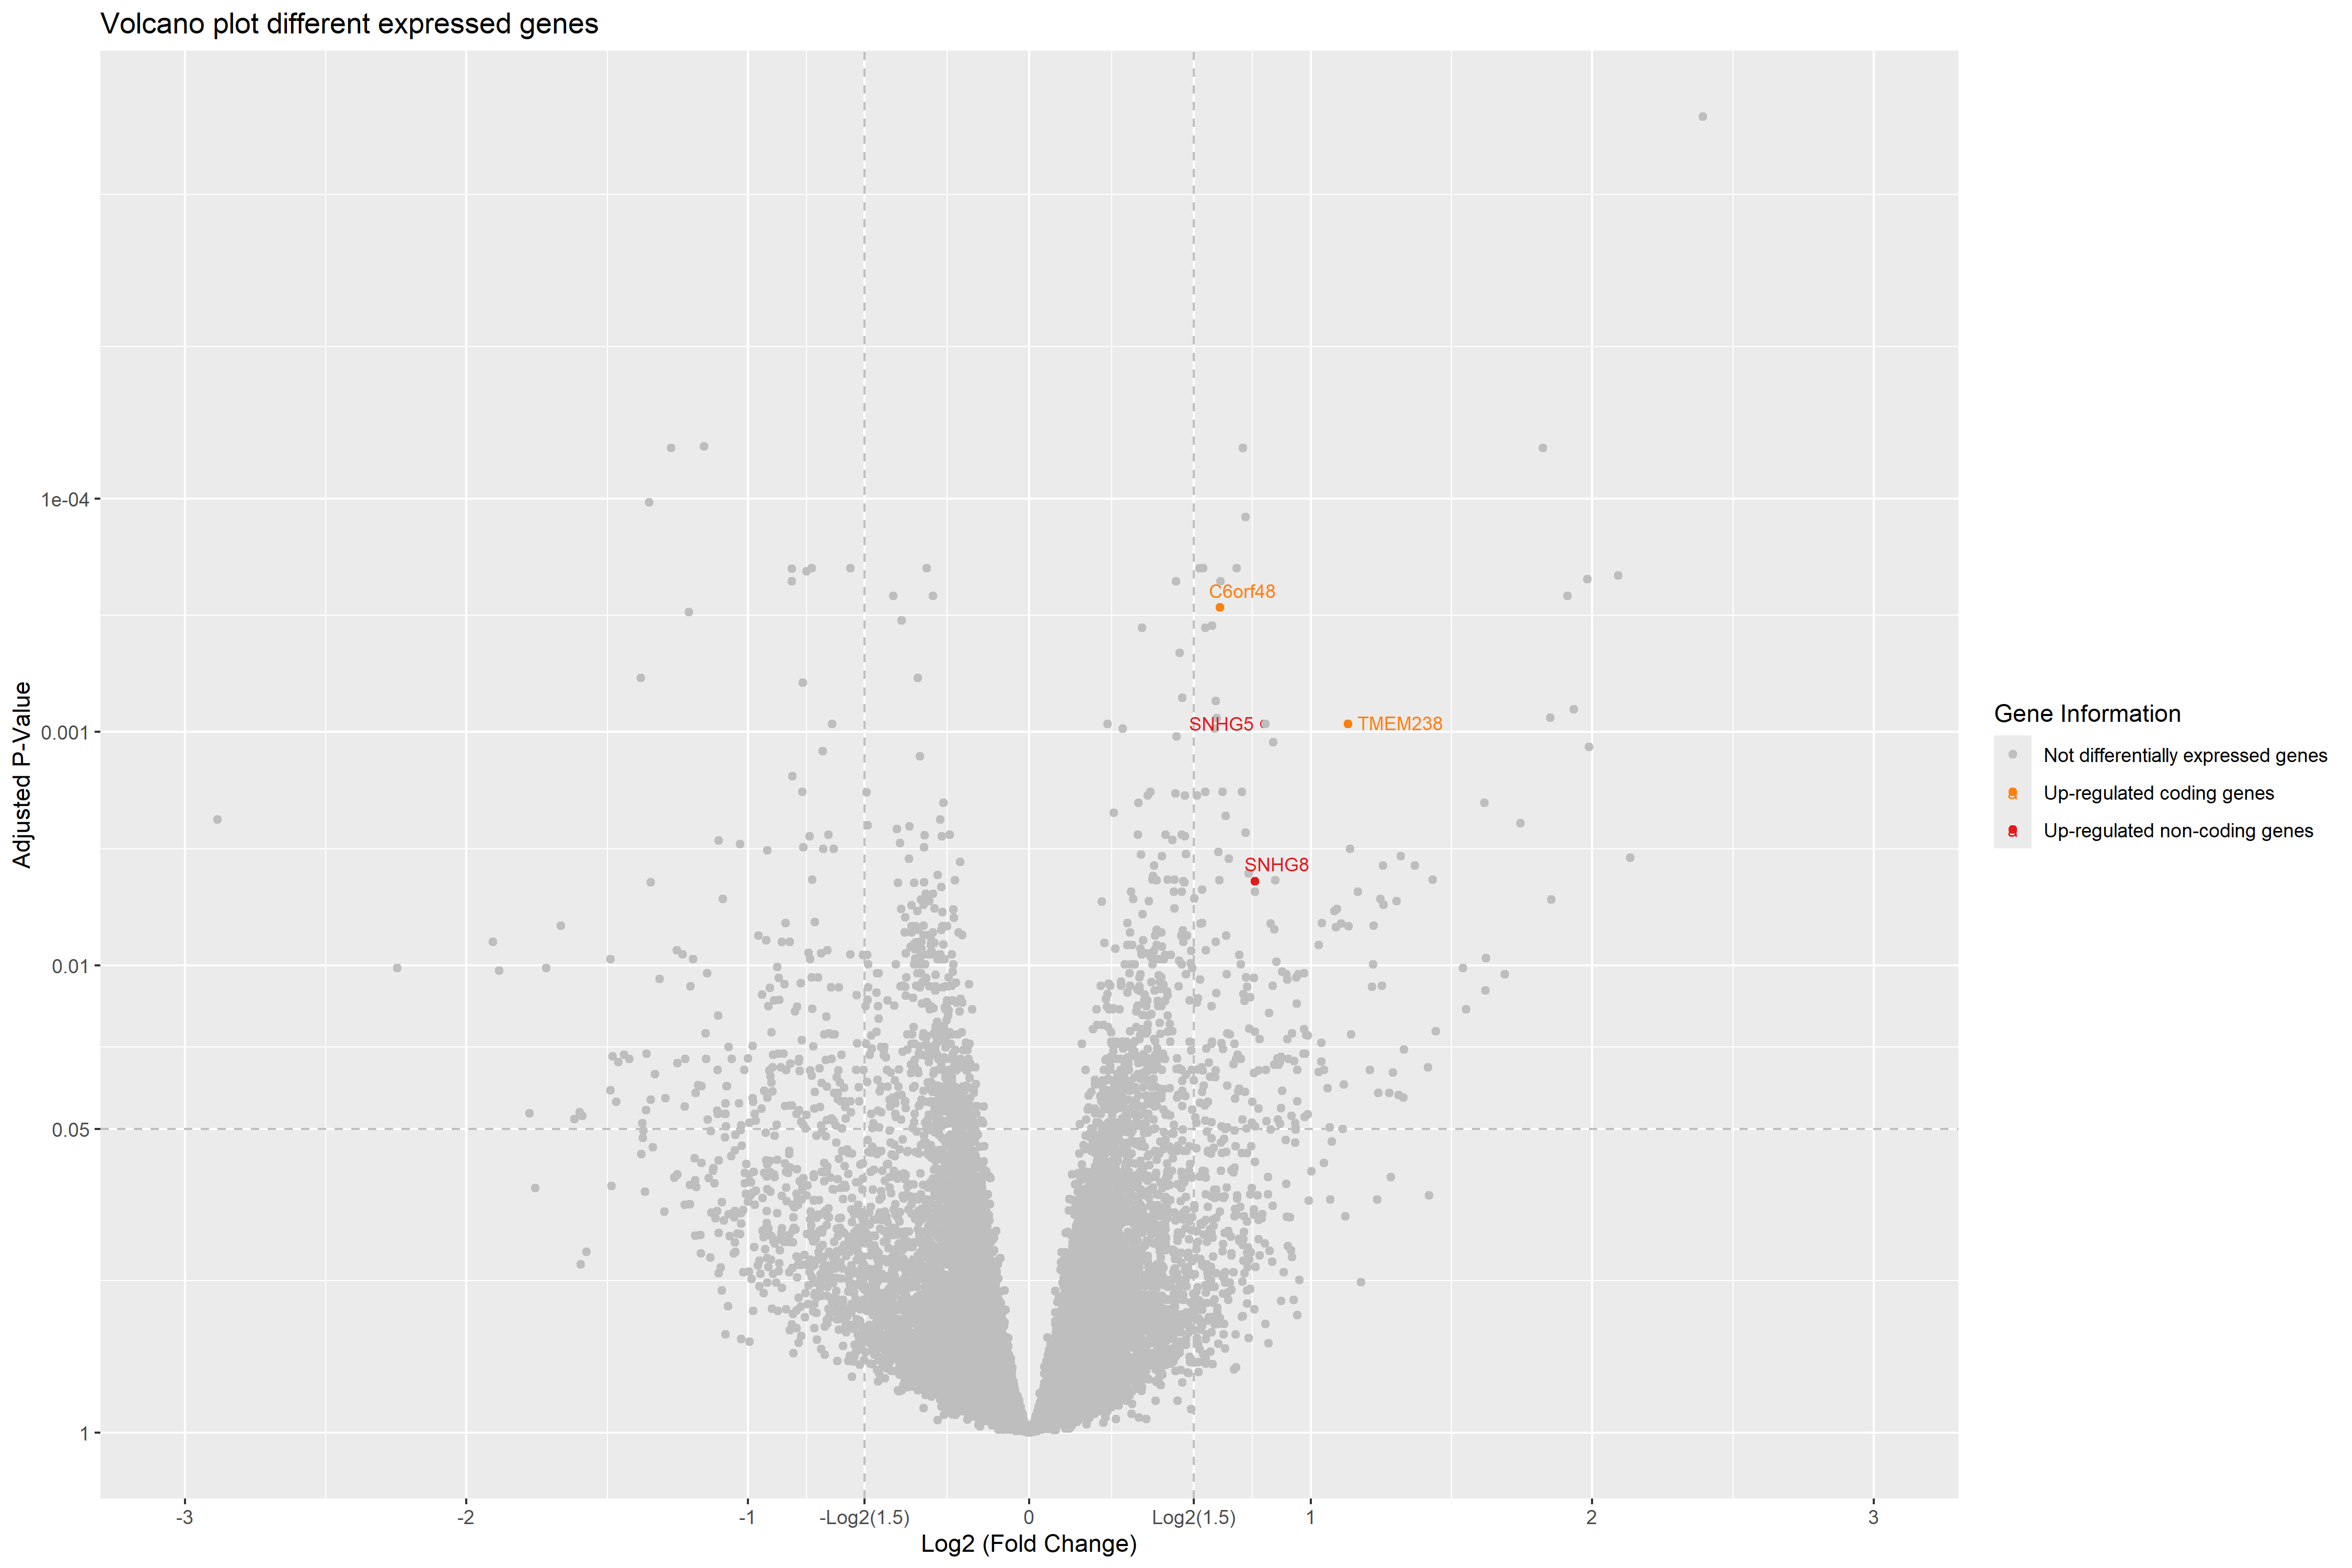 Volcano plot different expressed genes
1e-04
0.001
0.01
0.05
1
Adjusted P-Value
C6orf48
SNHG5
TMEM238
SNHG8
-3
-2
-1
-Log2(1.5)
0
Log2(1.5)
1
2
3
Log2 (Fold Change)
Gene Information
Not differentially expressed genes
Up-regulated coding genes
Up-regulated non-coding genes